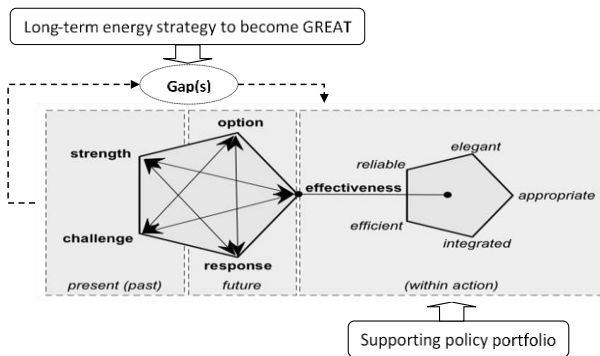 Long-term energy strategy to become GREAT
Gap(s)
option
strength
elegant
reliable
effectiveness
appropriate
efficient
challenge
integrated
response
present (past)
future
(within action)
Supporting policy portfolio